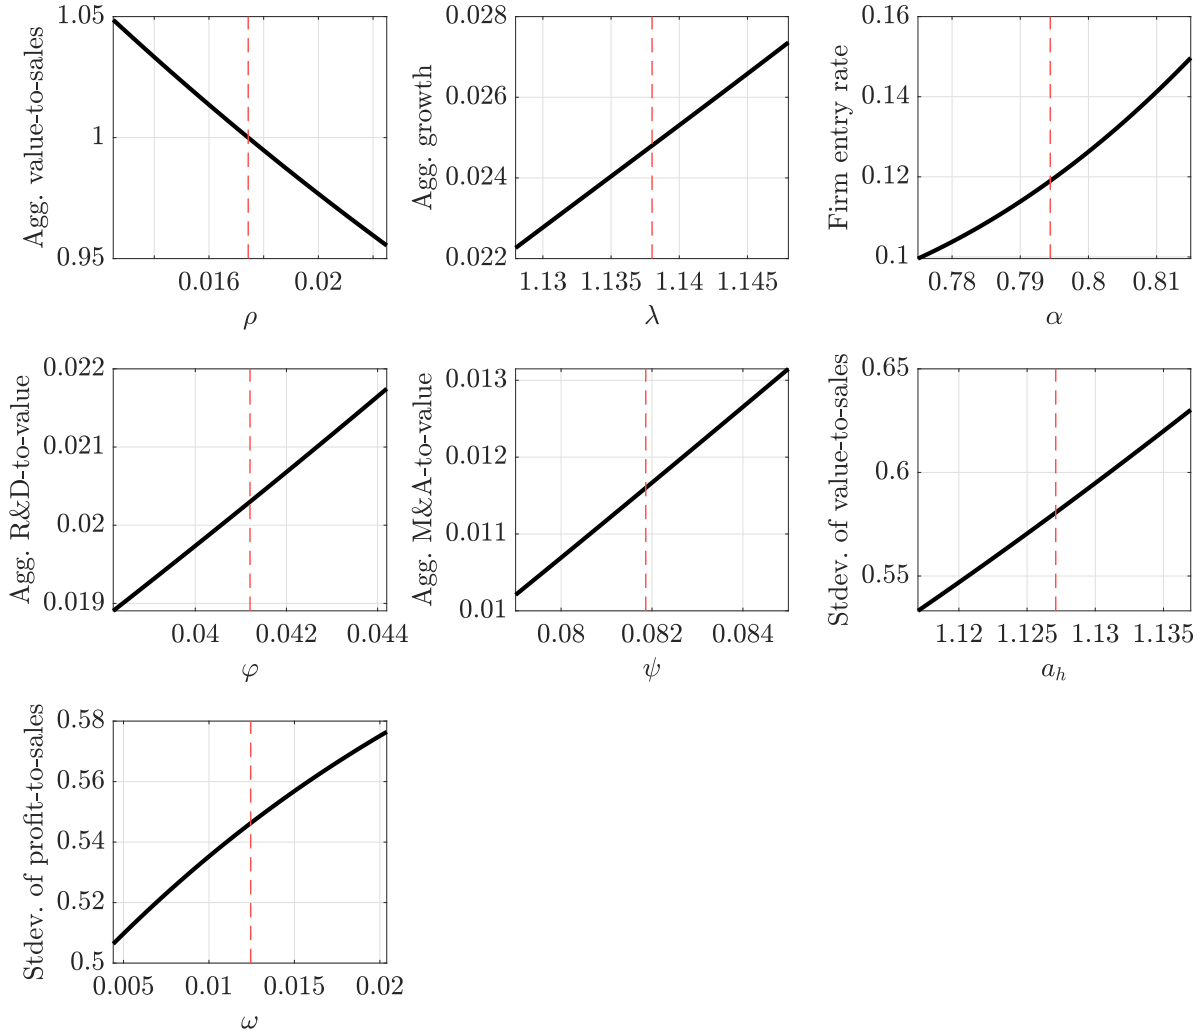 Agg. value-to-sales
1.05
1
0.95
0.016 0.02
ρ
Agg. growth
0.028
0.026
0.024
0.022
1.13 1.135 1.14 1.145
λ
Firm entry rate
0.16
0.14
0.12
0.1
0.78 0.79 0.8 0.81
α
Agg. R&D-to-value
0.022
0.021
0.02
0.019
0.04 0.042 0.044
φ
Agg. M&A-to-value
0.013
0.012
0.011
0.01
0.08 0.082 0.084
ψ
Stdev. of value-to-sales
0.65
0.6
0.55
1.12 1.125 1.13 1.135
a_h
Stdev. of profit-to-sales
0.58
0.56
0.54
0.52
0.5
0.005 0.01 0.015 0.02
ω